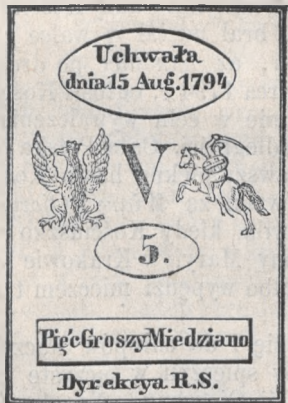 Uchwała
dnia 15 Aug. 1794
V
5.
Pięć Groszy Miedziano
Dyrekcya R.S.